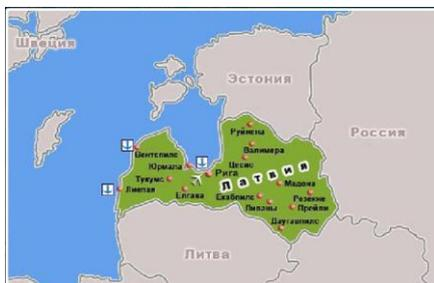 Швеция
Эстония
Россия
Руйиена
Валмиера
Вентспилс
Цесис
Юрмала
Рига
Латвия
Тукумс
Мадона
Лиепая
Елгава
Екабпилс
Резекне
Ливаны
Прейли
Даугавпилс
Литва